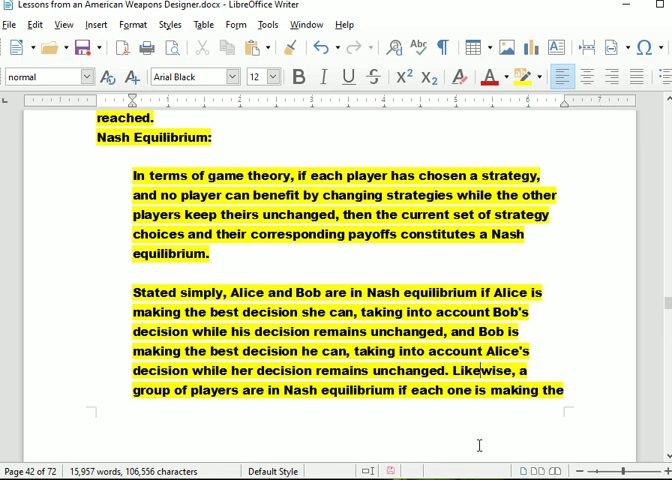 Lessons from an American Weapons Designer.docx - LibreOffice Writer
File Edit View Insert Format Styles Table Form Tools Window Help
normal Arial Black 12
1 2 3 4 5 6 7
reached.
Nash Equilibrium:
In terms of game theory, if each player has chosen a strategy,
and no player can benefit by changing strategies while the other
players keep theirs unchanged, then the current set of strategy
choices and their corresponding payoffs constitutes a Nash
equilibrium.
Stated simply, Alice and Bob are in Nash equilibrium if Alice is
making the best decision she can, taking into account Bob's
decision while his decision remains unchanged, and Bob is
making the best decision he can, taking into account Alice's
decision while her decision remains unchanged. Likewise, a
group of players are in Nash equilibrium if each one is making the
Page 42 of 72 15,957 words, 106,556 characters Default Style